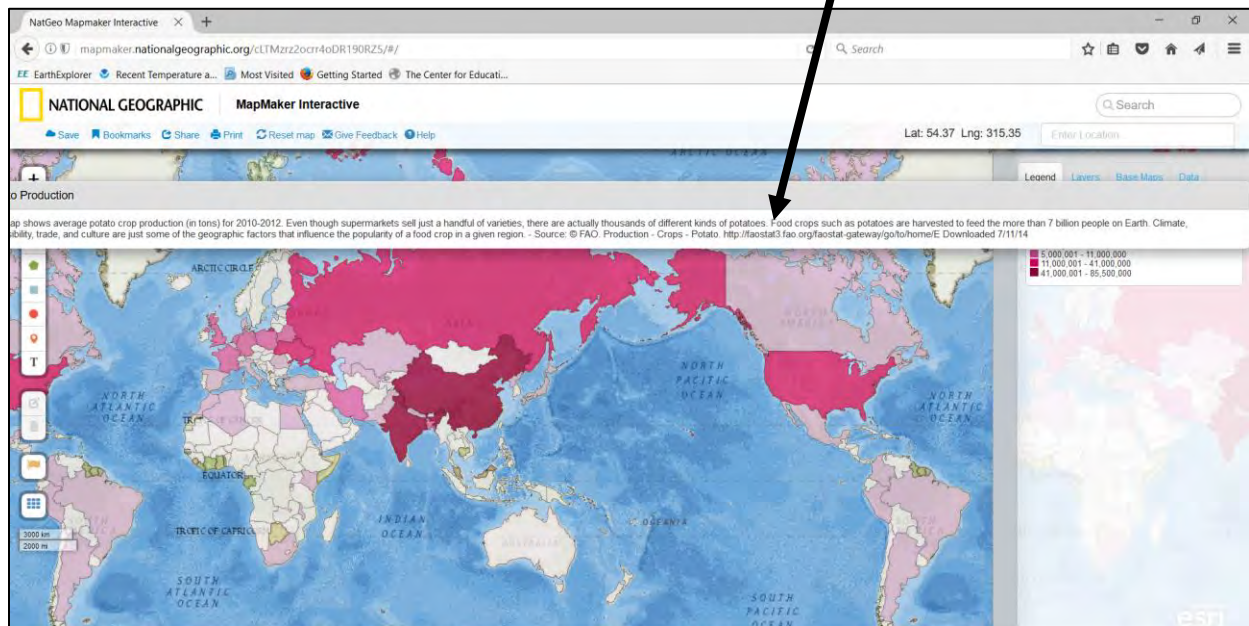 NatGeo Mapmaker Interactive
mapmaker.nationalgeographic.org/cLTMzrz2ocrr4oDR190RZ5/#/
Search
EarthExplorer Recent Temperature a... Most Visited Getting Started The Center for Educati...
NATIONAL GEOGRAPHIC MapMaker Interactive
Search
Save Bookmarks Share Print Reset map Give Feedback Help
Lat: 54.37 Lng: 315.35
Enter Location
ARCTIC OCEAN
Legend Layers Base Maps Data
o Production
ap shows average potato crop production (in tons) for 2010-2012. Even though supermarkets sell just a handful of varieties, there are actually thousands of different kinds of potatoes. Food crops such as potatoes are harvested to feed the more than 7 billion people on Earth. Climate,
sibility, trade, and culture are just some of the geographic factors that influence the popularity of a food crop in a given region. - Source: © FAO. Production - Crops - Potato. http://faostat3.fao.org/faostat-gateway/go/to/home/E Downloaded 7/11/14
5,000,001 - 11,000,000
11,000,001 - 41,000,000
41,000,001 - 85,500,000
ARCTIC CIRCLE
NORTH
AMERICA
ASIA
T
NORTH
PACIFIC
OCEAN
NORTH
ATLANTIC
OCEAN
NORTH
ATLANTIC
OCEAN
EQUATOR
INDIAN
OCEAN
OCEANIA
TROPIC OF CAPRICO
AUSTRALIA
3000 km
2000 mi
SOUTH
ATLANTIC
OCEAN
SOUTH
PACIFIC
OCEAN
esri